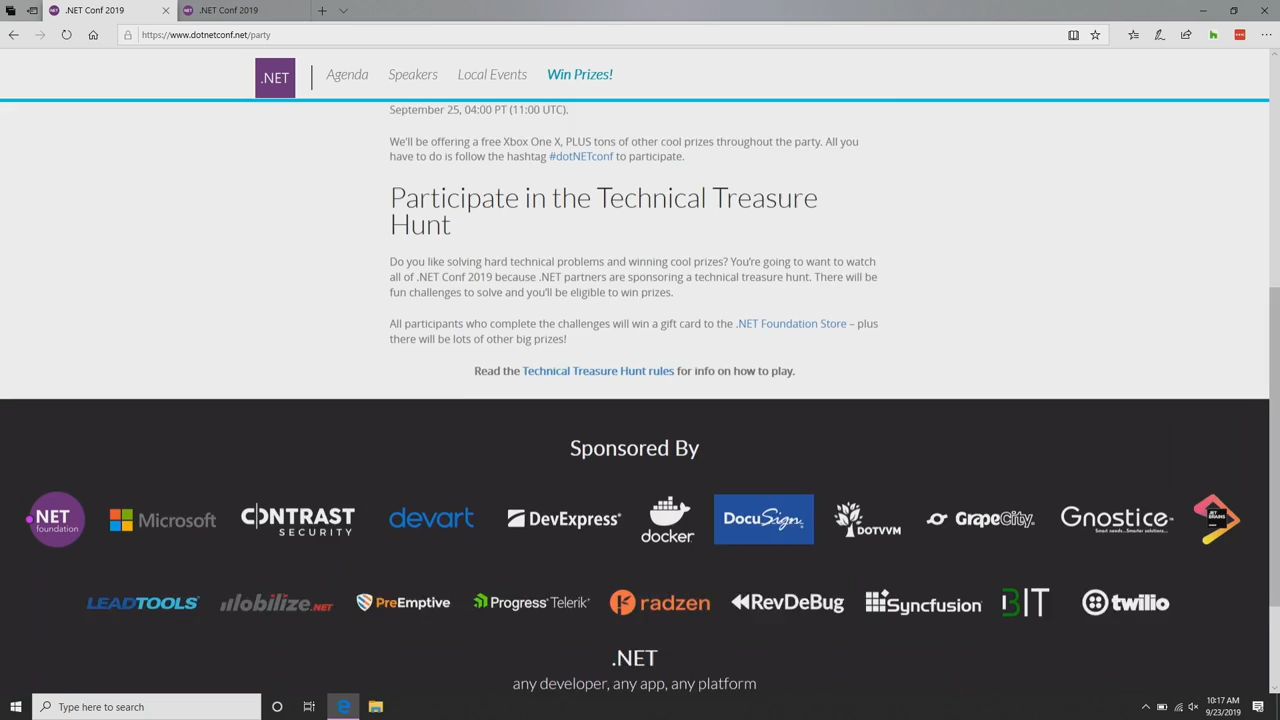 .NET Conf 2019
.NET Conf 2019
https://www.dotnetconf.net/party
.NET
Agenda
Speakers
Local Events
Win Prizes!
September 25, 04:00 PT (11:00 UTC).
We'll be offering a free Xbox One X, PLUS tons of other cool prizes throughout the party. All you
have to do is follow the hashtag #dotNETconf to participate.
Participate in the Technical Treasure
Hunt
Do you like solving hard technical problems and winning cool prizes? You're going to want to watch
all of .NET Conf 2019 because .NET partners are sponsoring a technical treasure hunt. There will be
fun challenges to solve and you'll be eligible to win prizes.
All participants who complete the challenges will win a gift card to the .NET Foundation Store – plus
there will be lots of other big prizes!
Read the Technical Treasure Hunt rules for info on how to play.
Sponsored By
.NET
foundation
Microsoft
CONTRAST
SECURITY
devart
DevExpress
docker
DocuSign
DOTVVM
GrapeCity
Gnostice
Smart needs...Smarter solutions...
JET
BRAINS
LEADTOOLS
Mobilize.NET
PreEmptive
Progress Telerik
radzen
RevDeBug
Syncfusion
BIT
twilio
.NET
any developer, any app, any platform
Type here to search
10:17 AM
9/23/2019